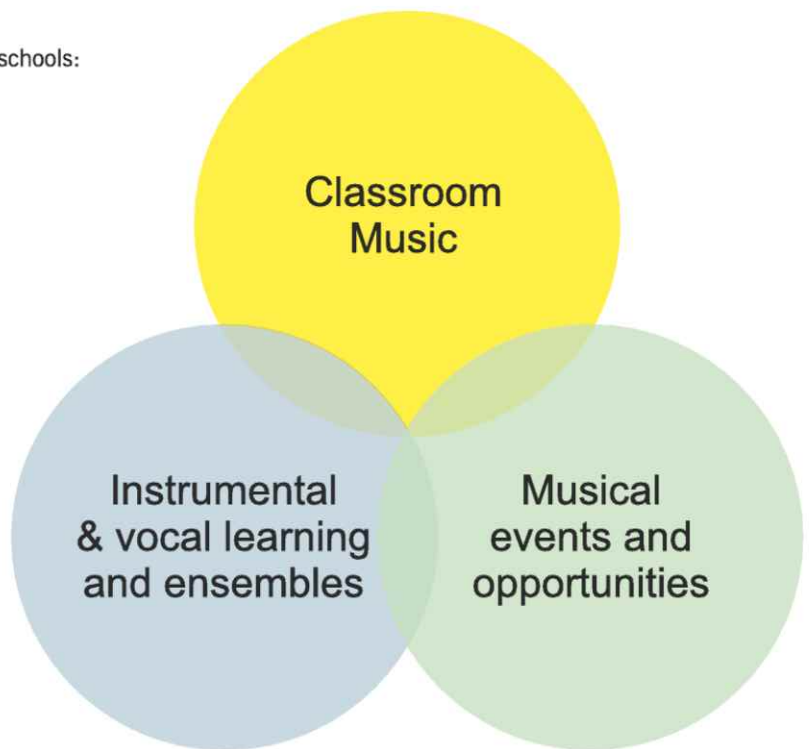 schools:
Classroom
Music
Instrumental
& vocal learning
and ensembles
Musical
events and
opportunities